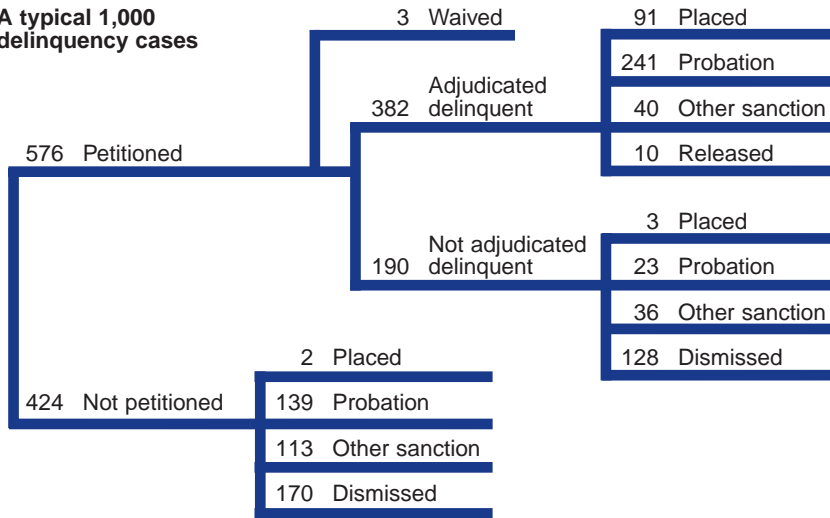 A typical 1,000
delinquency cases
3 Waived
91 Placed
241 Probation
Adjudicated
382 delinquent
40 Other sanction
10 Released
576 Petitioned
3 Placed
Not adjudicated
190 delinquent
23 Probation
36 Other sanction
128 Dismissed
2 Placed
424 Not petitioned
139 Probation
113 Other sanction
170 Dismissed